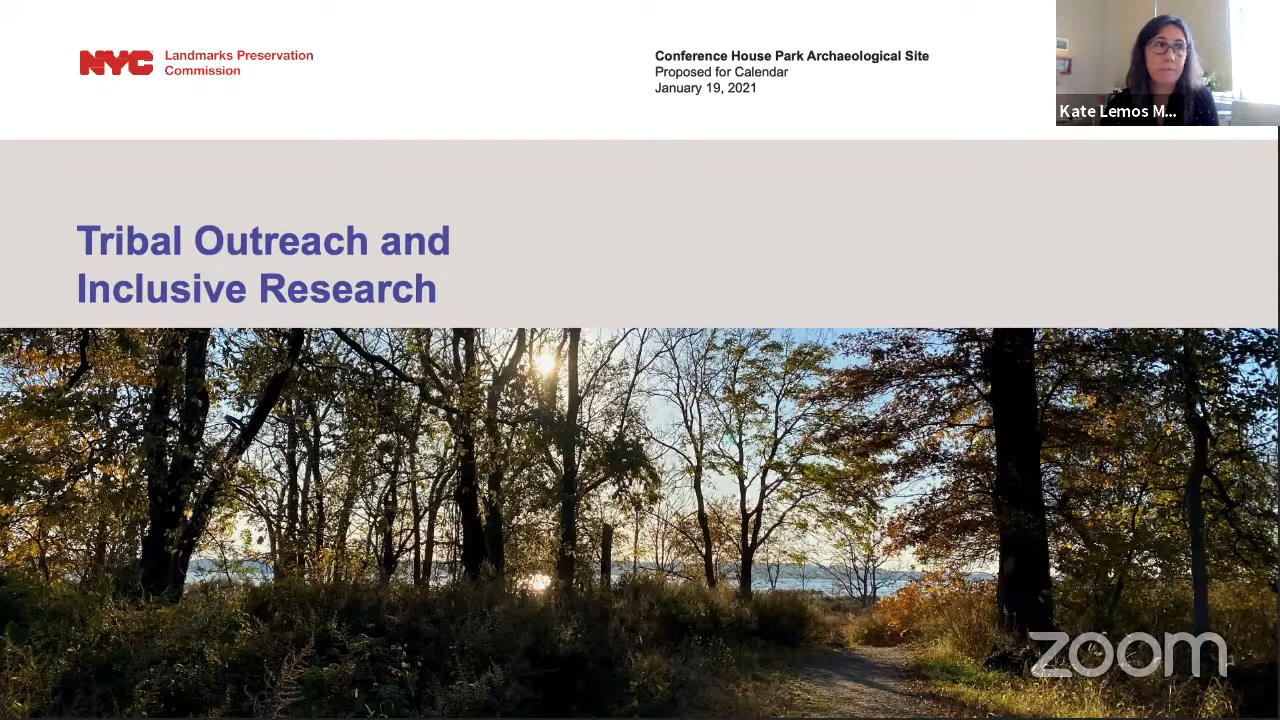 NYC
Landmarks Preservation
Commission
Conference House Park Archaeological Site
Proposed for Calendar
January 19, 2021
Kate Lemos M...
Tribal Outreach and
Inclusive Research
zoom